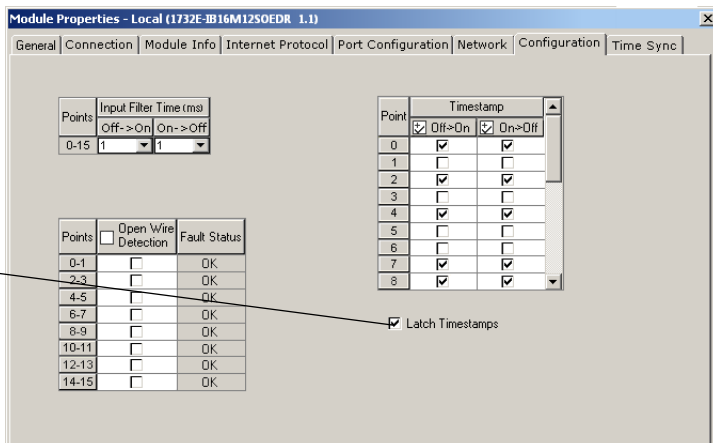 Module Properties - Local (1732E-IB16M12SOEDR 1.1)
General Connection Module Info Internet Protocol Port Configuration Network Configuration Time Sync
Points Input Filter Time (ms)
Off->On On->Off
0-15 1 1
Point Timestamp
Off->On On->Off
0
1
2
3
4
5
6
7
8
Points Open Wire Detection Fault Status
0-1 OK
2-3 OK
4-5 OK
6-7 OK
8-9 OK
10-11 OK
12-13 OK
14-15 OK
Latch Timestamps